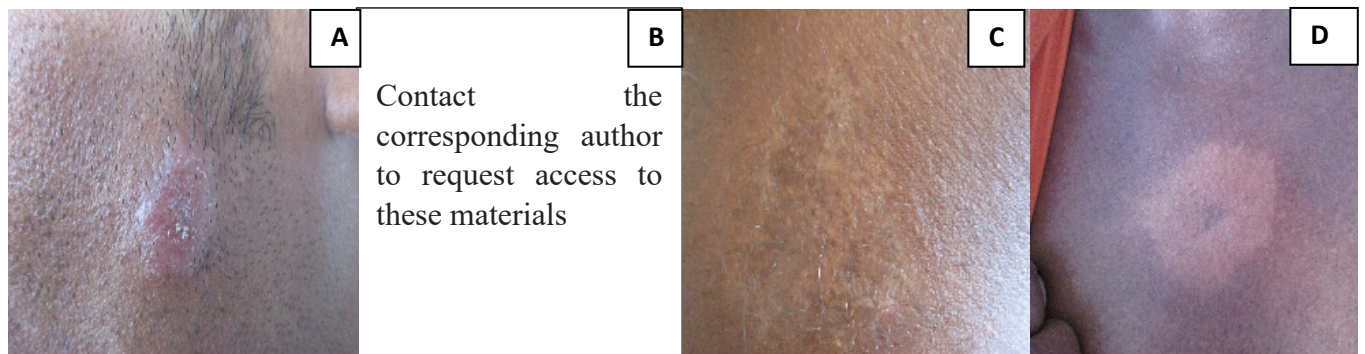 A
B
C
D
Contact the
corresponding author
to request access to
these materials